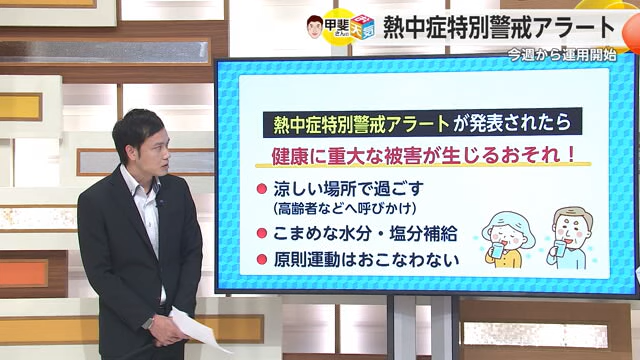 甲斐さんのお天気
熱中症特別警戒アラート
今週から運用開始
熱中症特別警戒アラートが発表されたら
健康に重大な被害が生じるおそれ！
● 涼しい場所で過ごす
(高齢者などへ呼びかけ)
● こまめな水分・塩分補給
● 原則運動はおこなわない